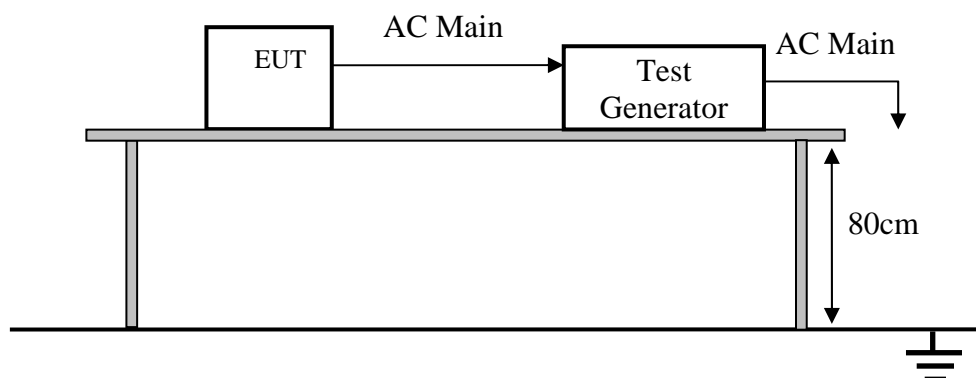 AC Main
EUT
AC Main
Test
Generator
80cm